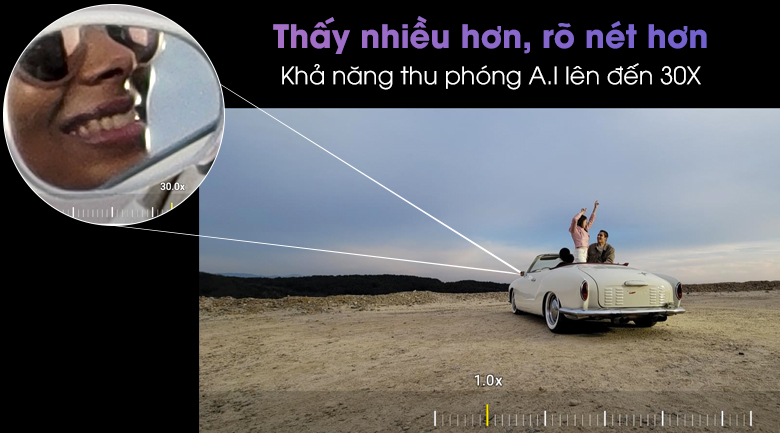 Thấy nhiều hơn, rõ nét hơn
Khả năng thu phóng A.I lên đến 30X
30.0x
1.0x